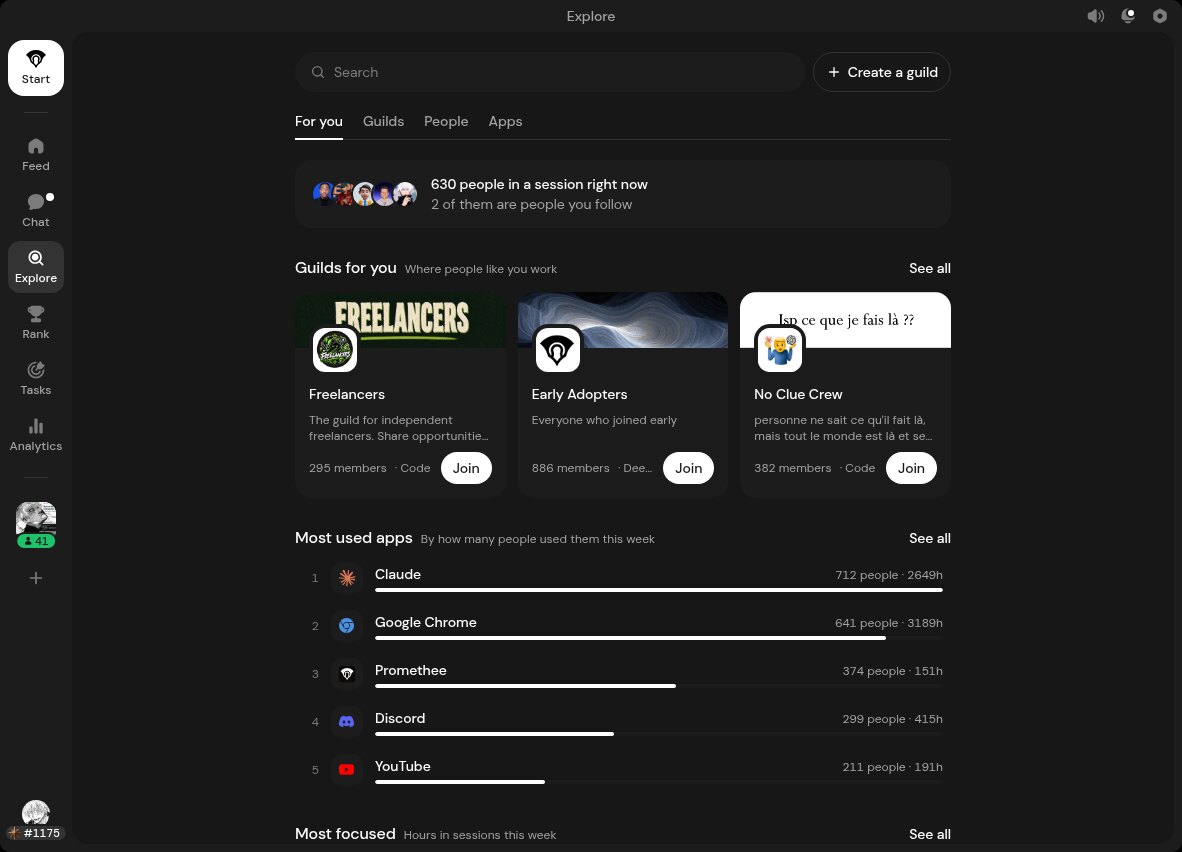 Explore
Start
Feed
Chat
Explore
Rank
Tasks
Analytics
41
#1175
Search
+ Create a guild
For you
Guilds
People
Apps
630 people in a session right now
2 of them are people you follow
Guilds for you Where people like you work
See all
FREELANCERS
FREELANCERS
Freelancers
The guild for independent
freelancers. Share opportunitie...
295 members · Code
Join
Early Adopters
Everyone who joined early
886 members · Dee...
Join
Jsp ce que je fais là ??
No Clue Crew
personne ne sait ce qu'il fait là,
mais tout le monde est là et se...
382 members · Code
Join
Most used apps By how many people used them this week
See all
1 Claude 712 people · 2649h
2 Google Chrome 641 people · 3189h
3 Promethee 374 people · 151h
4 Discord 299 people · 415h
5 YouTube 211 people · 191h
Most focused Hours in sessions this week
See all